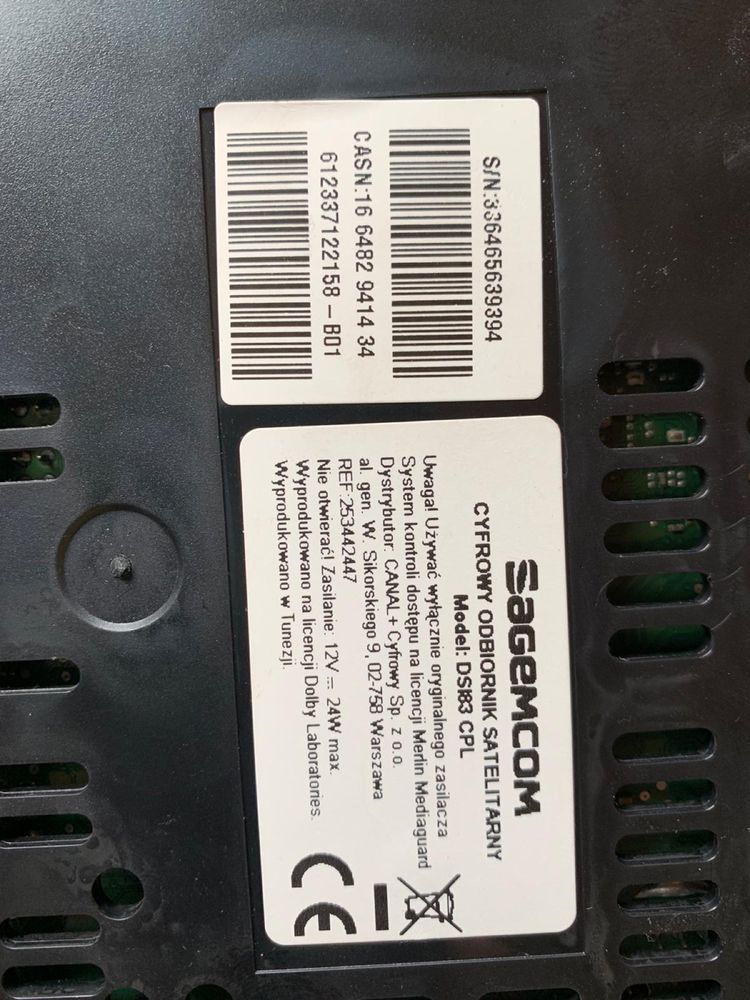 S/N:336465639394
CASN:16 6482 9414 34
612337122158 - B01
SAGEMCOM
CYFROWY ODBIORNIK SATELITARNY
Model: DSI83 CPL
Uwaga! Używać wyłącznie oryginalnego zasilacza
System kontroli dostępu na licencji Merlin Mediaguard
Dystrybutor: CANAL+ Cyfrowy Sp. z o.o.
al. gen. W. Sikorskiego 9, 02-758 Warszawa
REF:253442447
Nie otwierać! Zasilanie: 12V ⎓ 24W max.
Wyprodukowano na licencji Dolby Laboratories.
Wyprodukowano w Tunezji.
CE